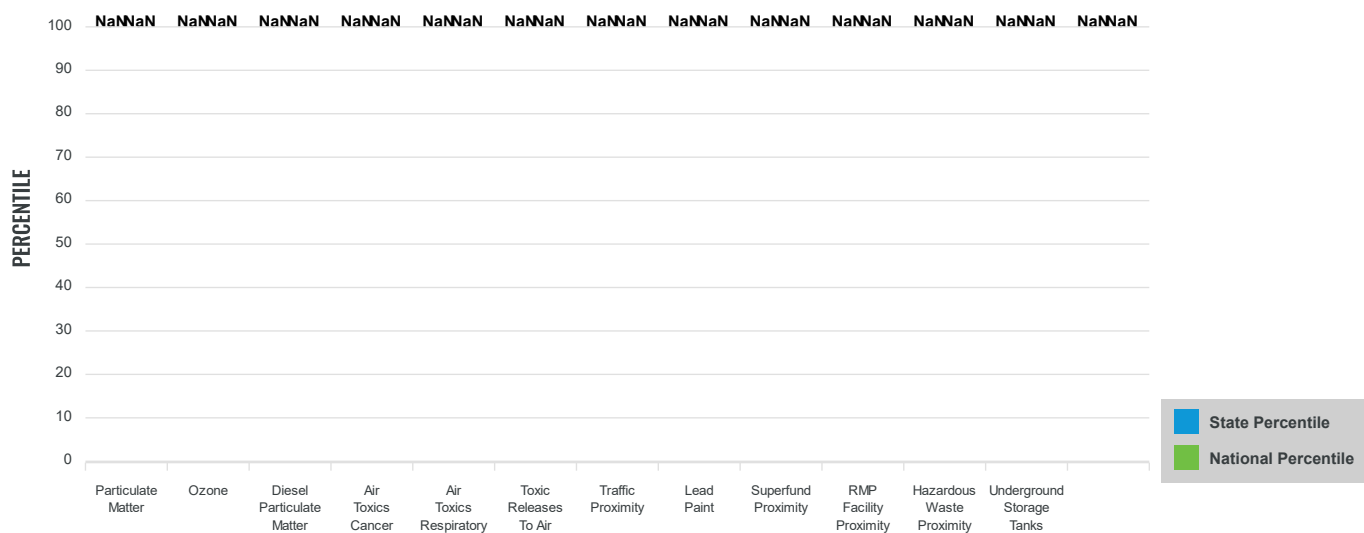 NaNNaN NaNNaN NaNNaN NaNNaN NaNNaN NaNNaN NaNNaN NaNNaN NaNNaN NaNNaN NaNNaN NaNNaN NaNNaN
100
90
80
70
60
50
40
30
20
10
0
PERCENTILE
Particulate
Matter
Ozone
Diesel
Particulate
Matter
Air
Toxics
Cancer
Air
Toxics
Respiratory
Toxic
Releases
To Air
Traffic
Proximity
Lead
Paint
Superfund
Proximity
RMP
Facility
Proximity
Hazardous
Waste
Proximity
Underground
Storage
Tanks
State Percentile
National Percentile